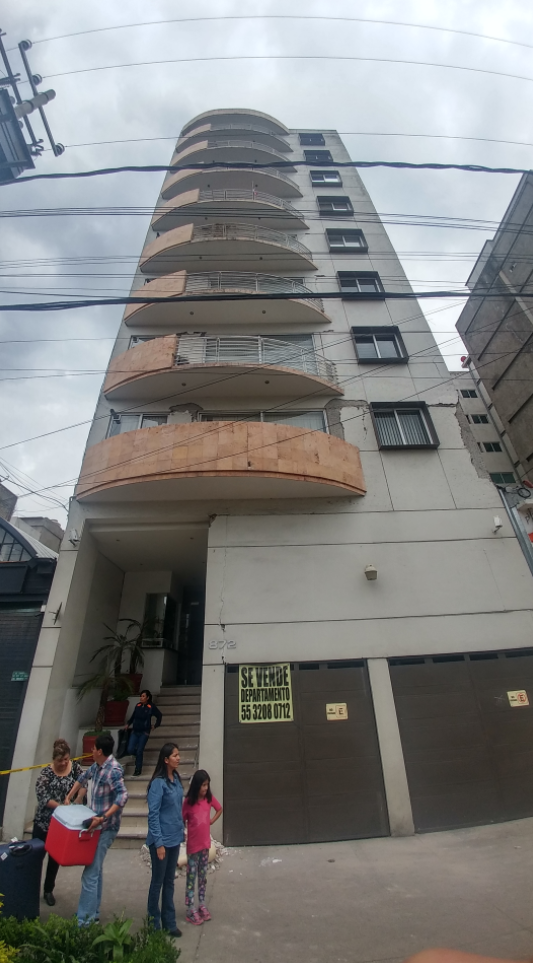 872
SE VENDE
DEPARTAMENTO
55 3208 0712
E
E